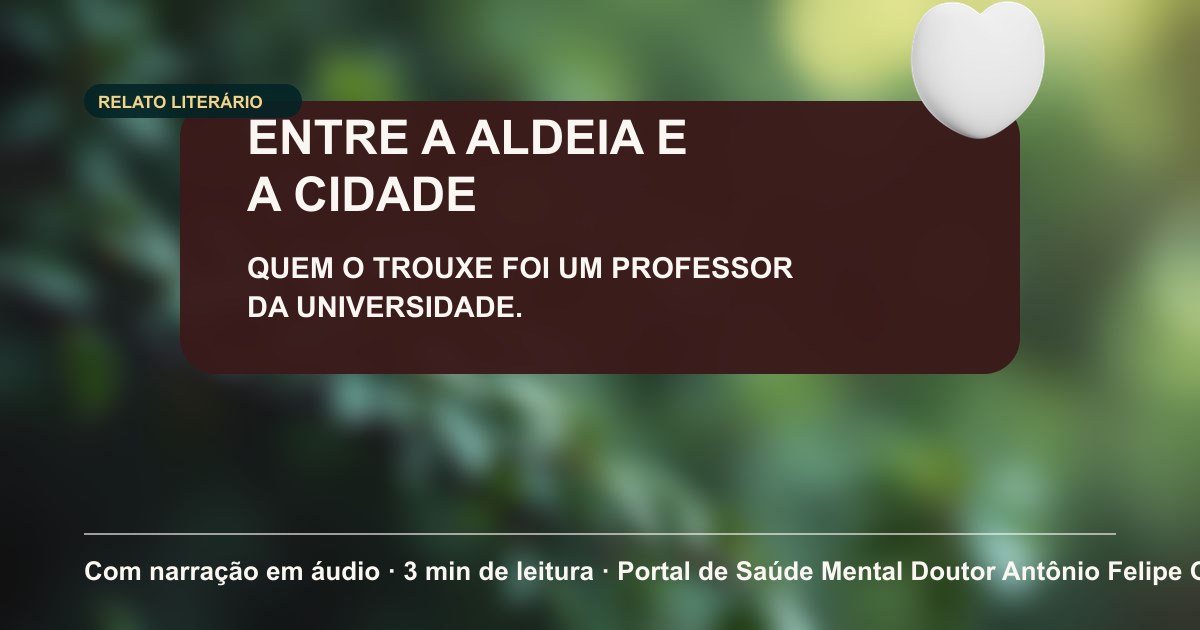 RELATO LITERÁRIO
ENTRE A ALDEIA E
A CIDADE
QUEM O TROUXE FOI UM PROFESSOR
DA UNIVERSIDADE.
Com narração em áudio · 3 min de leitura · Portal de Saúde Mental Doutor Antônio Felipe